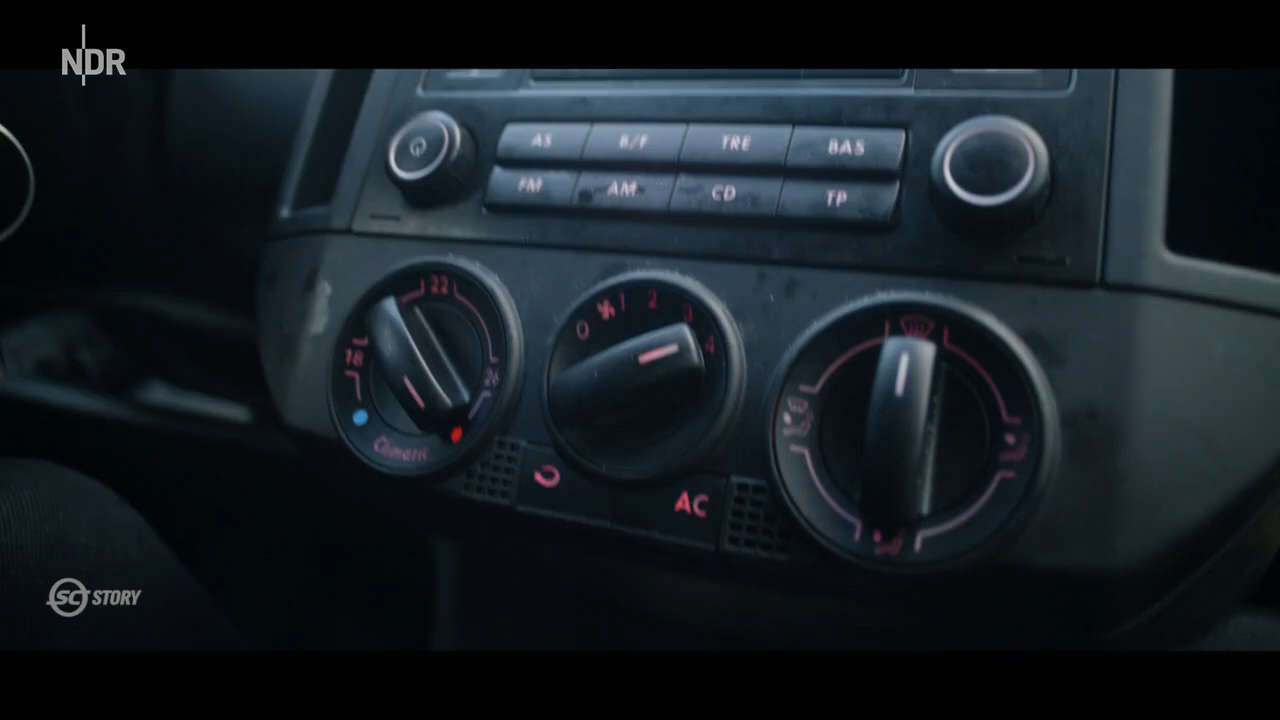 NDR
AS B/F TRE BAS
FM AM CD TP
22
18
26
Climatic
0 1 2 3 4
AC
SC STORY